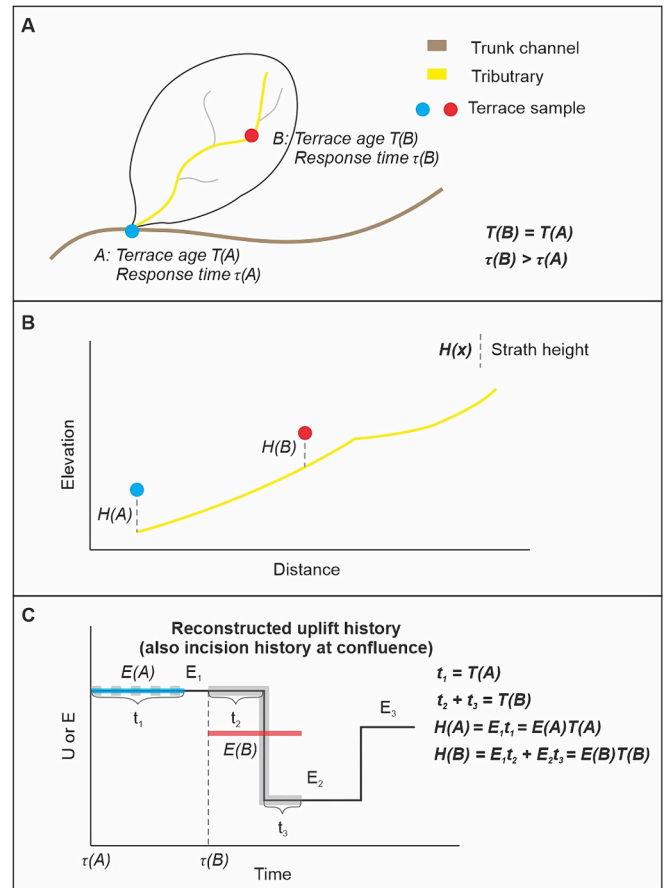 A
Trunk channel
Tributrary
Terrace sample
B: Terrace age T(B)
Response time τ(B)
A: Terrace age T(A)
Response time τ(A)
T(B) = T(A)
τ(B) > τ(A)
B
H(x) Strath height
Elevation
H(B)
H(A)
Distance
C
Reconstructed uplift history
(also incision history at confluence)
U or E
E(A) E₁
t₁ t₂
E(B)
E₂
t₃
E₃
τ(A) τ(B)
Time
t₁ = T(A)
t₂ + t₃ = T(B)
H(A) = E₁t₁ = E(A)T(A)
H(B) = E₁t₂ + E₂t₃ = E(B)T(B)